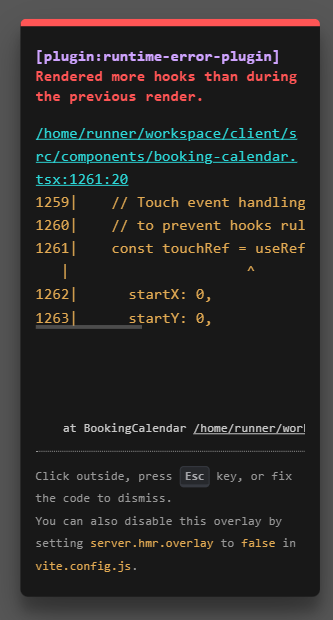 [plugin:runtime-error-plugin]
Rendered more hooks than during
the previous render.
/home/runner/workspace/client/s
rc/components/booking-calendar.
tsx:1261:20
1259|    // Touch event handling
1260|    // to prevent hooks rul
1261|    const touchRef = useRef
   |                     ^
1262|      startX: 0,
1263|      startY: 0,
at BookingCalendar /home/runner/worl
Click outside, press Esc key, or fix
the code to dismiss.
You can also disable this overlay by
setting server.hmr.overlay to false in
vite.config.js.